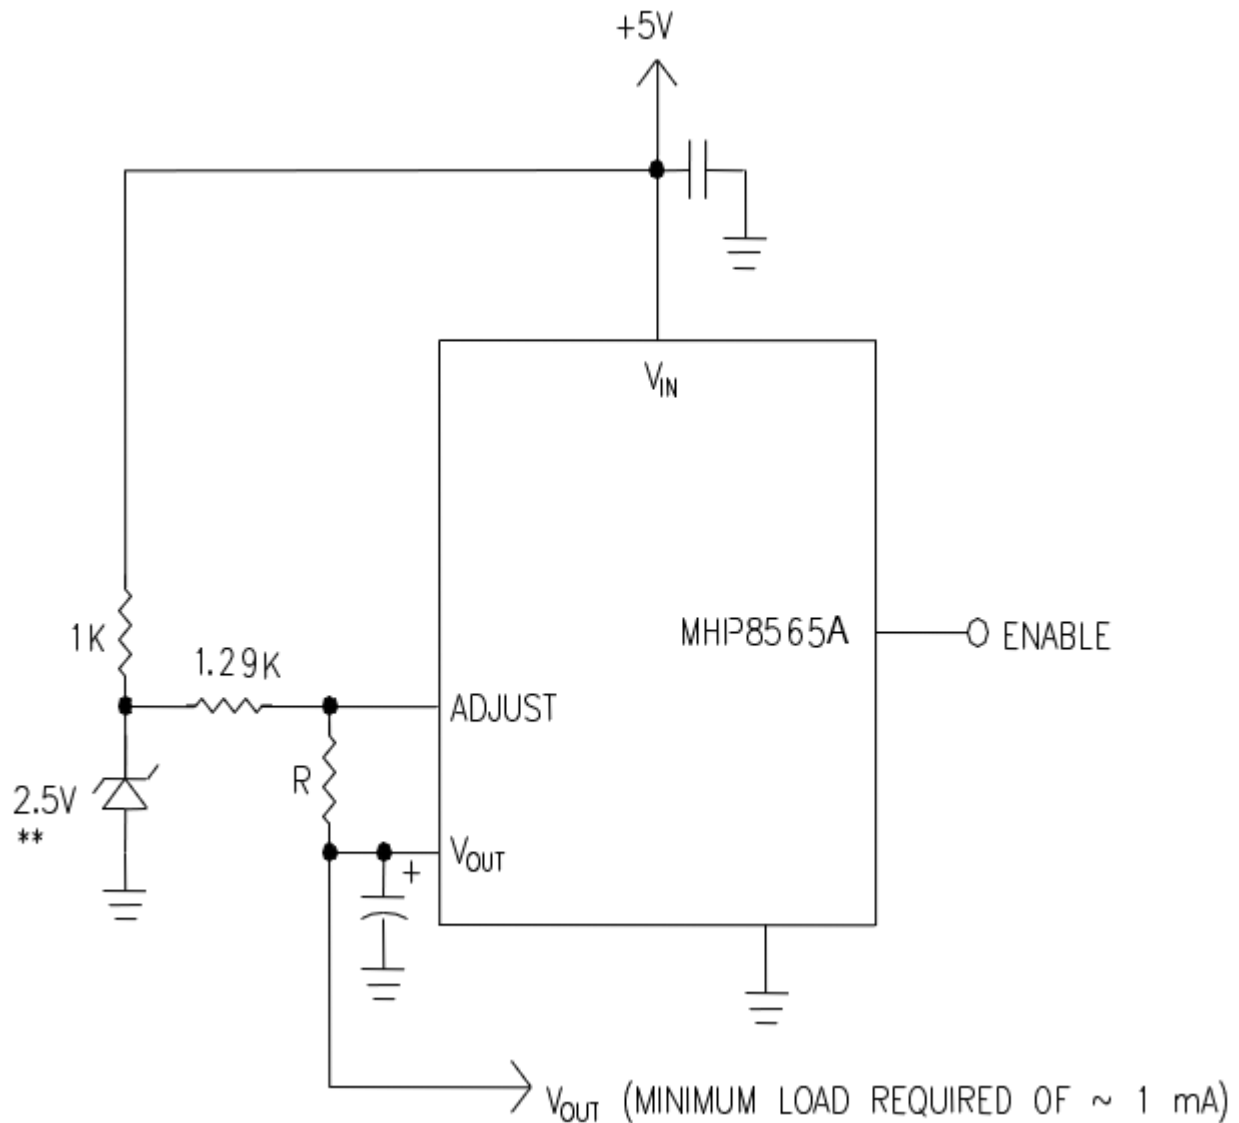 +5V
VIN
1K
1.29K
MHP8565A
ENABLE
ADJUST
R
2.5V
**
VOUT
+
VOUT (MINIMUM LOAD REQUIRED OF ~ 1 mA)